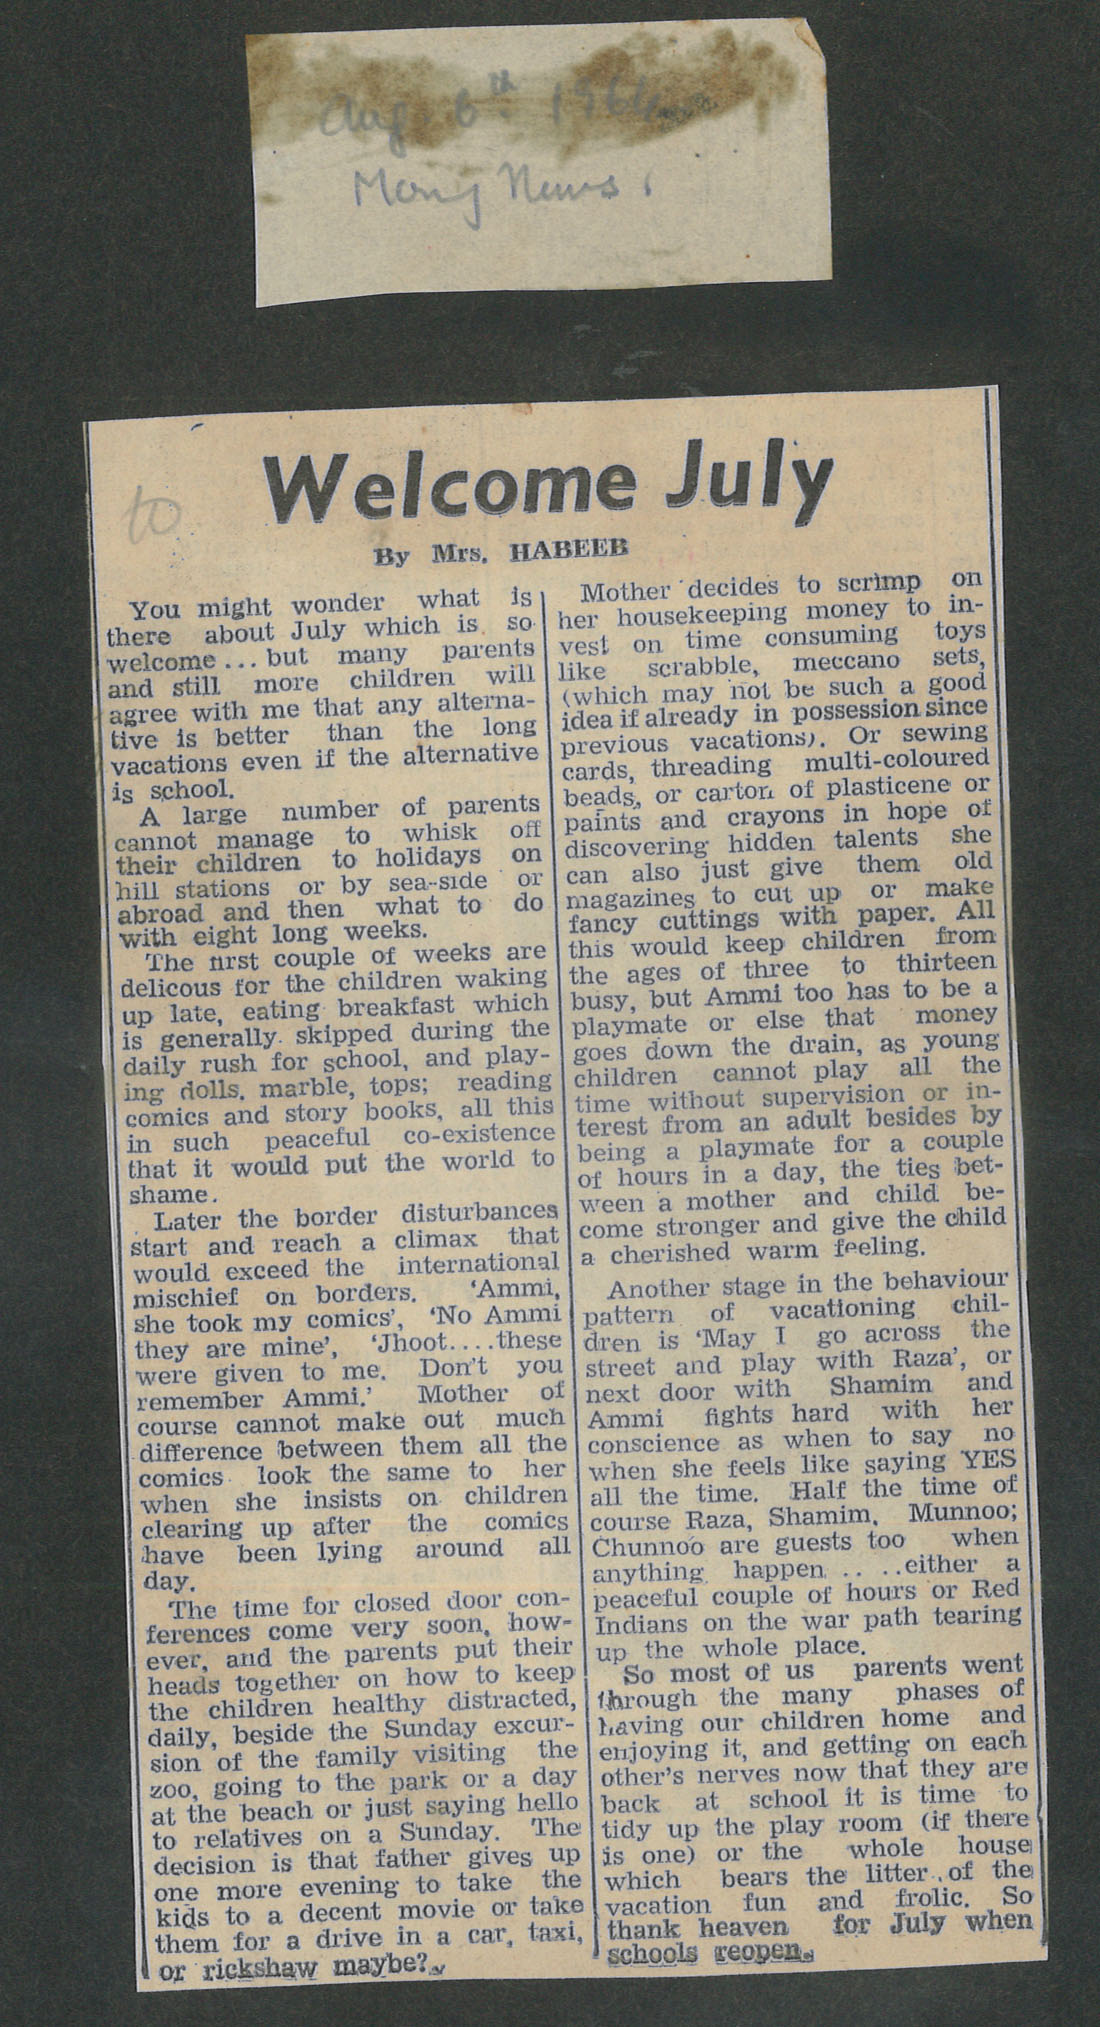 Aug. 6th. 1964
Morng News.
to
Welcome July
By Mrs. HABEEB
You might wonder what is
there about July which is so
welcome... but many parents
and still more children will
agree with me that any alterna-
tive is better than the long
vacations even if the alternative
is school.
A large number of parents
cannot manage to whisk off
their children to holidays on
hill stations or by sea-side or
abroad and then what to do
with eight long weeks.
The first couple of weeks are
delicous for the children waking
up late, eating breakfast which
is generally skipped during the
daily rush for school, and play-
ing dolls, marble, tops; reading
comics and story books, all this
in such peaceful co-existence
that it would put the world to
shame.
Later the border disturbances
start and reach a climax that
would exceed the international
mischief on borders. 'Ammi,
she took my comics', 'No Ammi
they are mine', 'Jhoot....these
were given to me. Don't you
remember Ammi.' Mother of
course cannot make out much
difference between them all the
comics look the same to her
when she insists on children
clearing up after the comics
have been lying around all
day.
The time for closed door con-
ferences come very soon, how-
ever, and the parents put their
heads together on how to keep
the children healthy distracted,
daily, beside the Sunday excur-
sion of the family visiting the
zoo, going to the park or a day
at the beach or just saying hello
to relatives on a Sunday. The
decision is that father gives up
one more evening to take the
kids to a decent movie or take
them for a drive in a car, taxi,
or rickshaw maybe?
Mother decides to scrimp on
her housekeeping money to in-
vest on time consuming toys
like scrabble, meccano sets,
(which may not be such a good
idea if already in possession since
previous vacations). Or sewing
cards, threading multi-coloured
beads, or carton of plasticene or
paints and crayons in hope of
discovering hidden talents she
can also just give them old
magazines to cut up or make
fancy cuttings with paper. All
this would keep children from
the ages of three to thirteen
busy, but Ammi too has to be a
playmate or else that money
goes down the drain, as young
children cannot play all the
time without supervision or in-
terest from an adult besides by
being a playmate for a couple
of hours in a day, the ties bet-
ween a mother and child be-
come stronger and give the child
a cherished warm feeling.
Another stage in the behaviour
pattern of vacationing chil-
dren is 'May I go across the
street and play with Raza', or
next door with Shamim and
Ammi fights hard with her
conscience as when to say no
when she feels like saying YES
all the time. Half the time of
course Raza, Shamim, Munnoo;
Chunnoo are guests too when
anything happen .. ..either a
peaceful couple of hours or Red
Indians on the war path tearing
up the whole place.
So most of us parents went
through the many phases of
having our children home and
enjoying it, and getting on each
other's nerves now that they are
back at school it is time to
tidy up the play room (if there
is one) or the whole house
which bears the litter of the
vacation fun and frolic. So
thank heaven for July when
schools reopen.